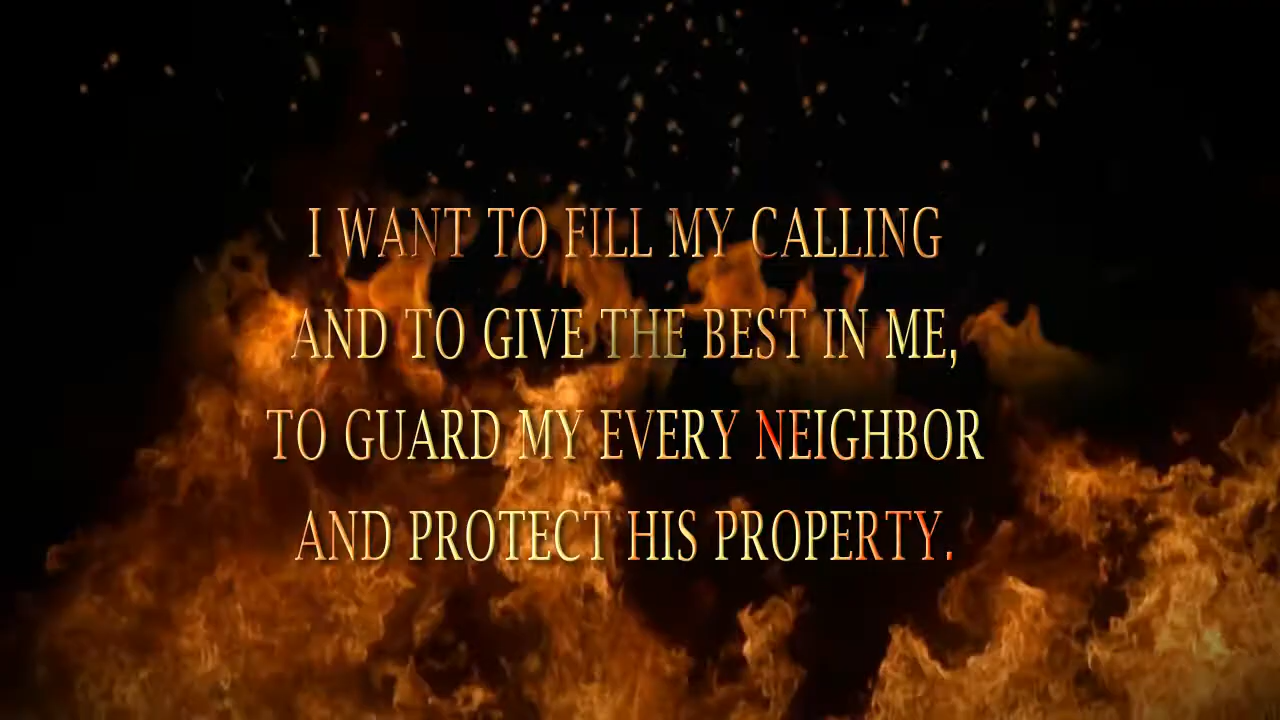 I WANT TO FILL MY CALLING
AND TO GIVE THE BEST IN ME,
TO GUARD MY EVERY NEIGHBOR
AND PROTECT HIS PROPERTY.